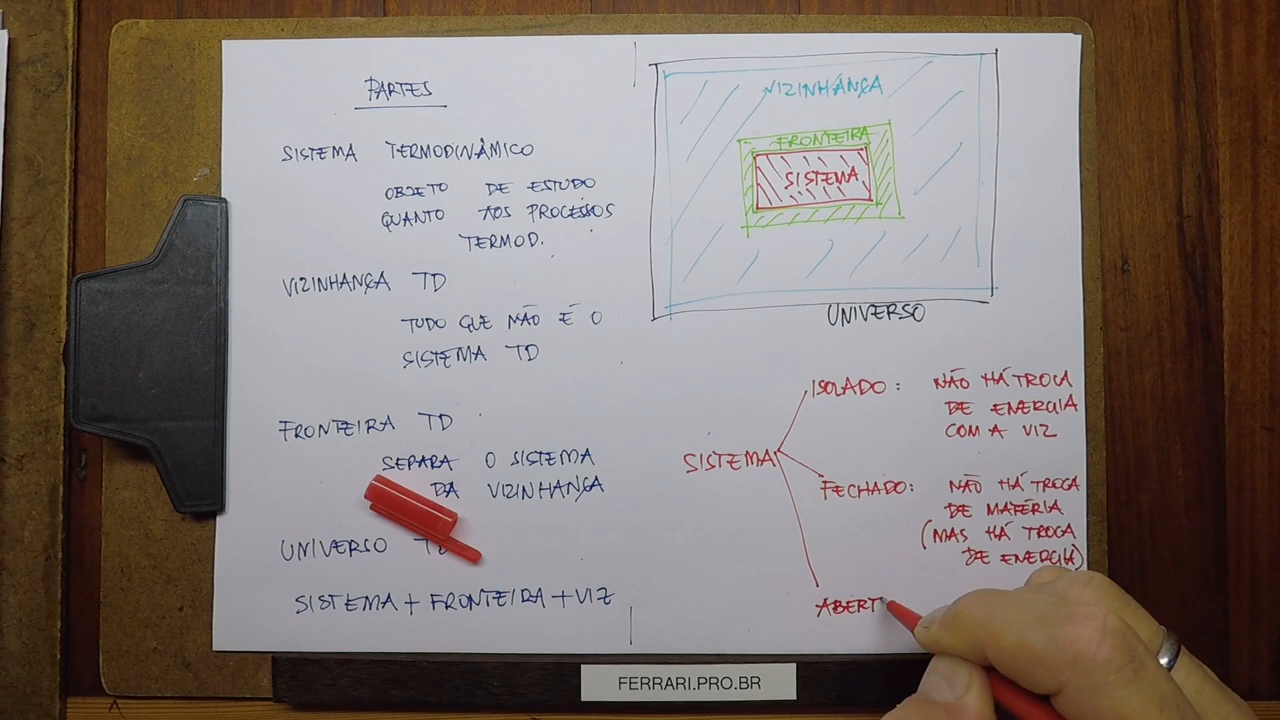 PARTES
SISTEMA TERMODINÂMICO
OBJETO DE ESTUDO
QUANTO AOS PROCESSOS
TERMOD.
VIZINHANÇA TD
TUDO QUE NÃO É O
SISTEMA TD
FRONTEIRA TD
SEPARA O SISTEMA
DA VIZINHANÇA
UNIVERSO TD
SISTEMA + FRONTEIRA + VIZ
VIZINHANÇA
FRONTEIRA
SISTEMA
UNIVERSO
SISTEMA
ISOLADO: NÃO HÁ TROCA
DE ENERGIA
COM A VIZ
FECHADO: NÃO HÁ TROCA
DE MATÉRIA
(MAS HÁ TROCA
DE ENERGIA)
ABERT
FERRARI.PRO.BR